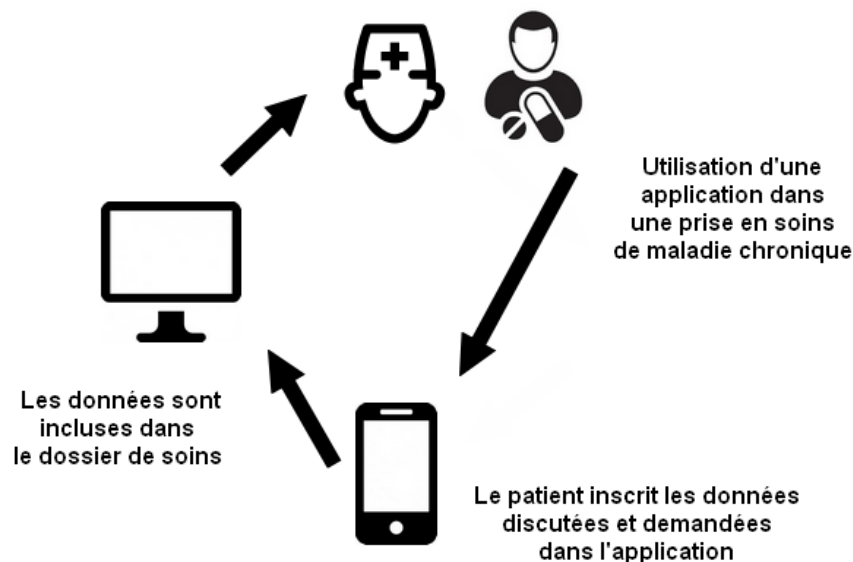 Utilisation d'une
application dans
une prise en soins
de maladie chronique
Les données sont
incluses dans
le dossier de soins
Le patient inscrit les données
discutées et demandées
dans l'application